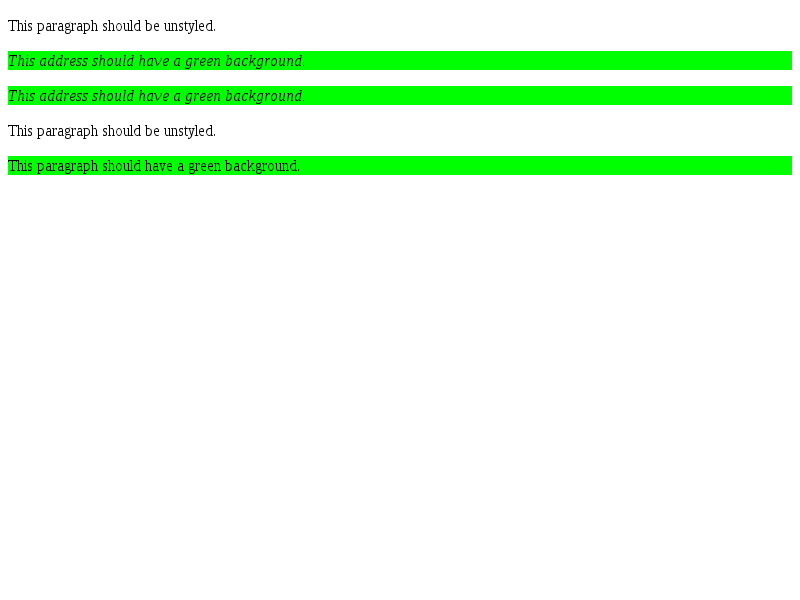 This paragraph should be unstyled.
This address should have a green background.
This address should have a green background.
This paragraph should be unstyled.
This paragraph should have a green background.